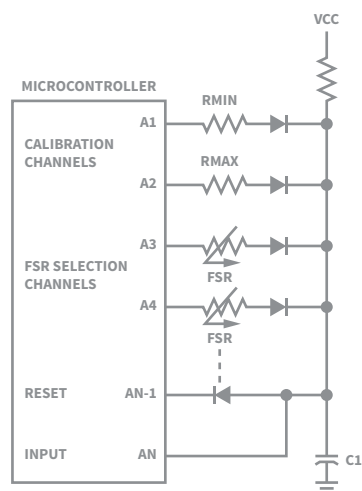 VCC
MICROCONTROLLER
RMIN
A1
CALIBRATION
CHANNELS
RMAX
A2
A3
FSR SELECTION
CHANNELS
FSR
A4
FSR
RESET
AN-1
INPUT
AN
C1